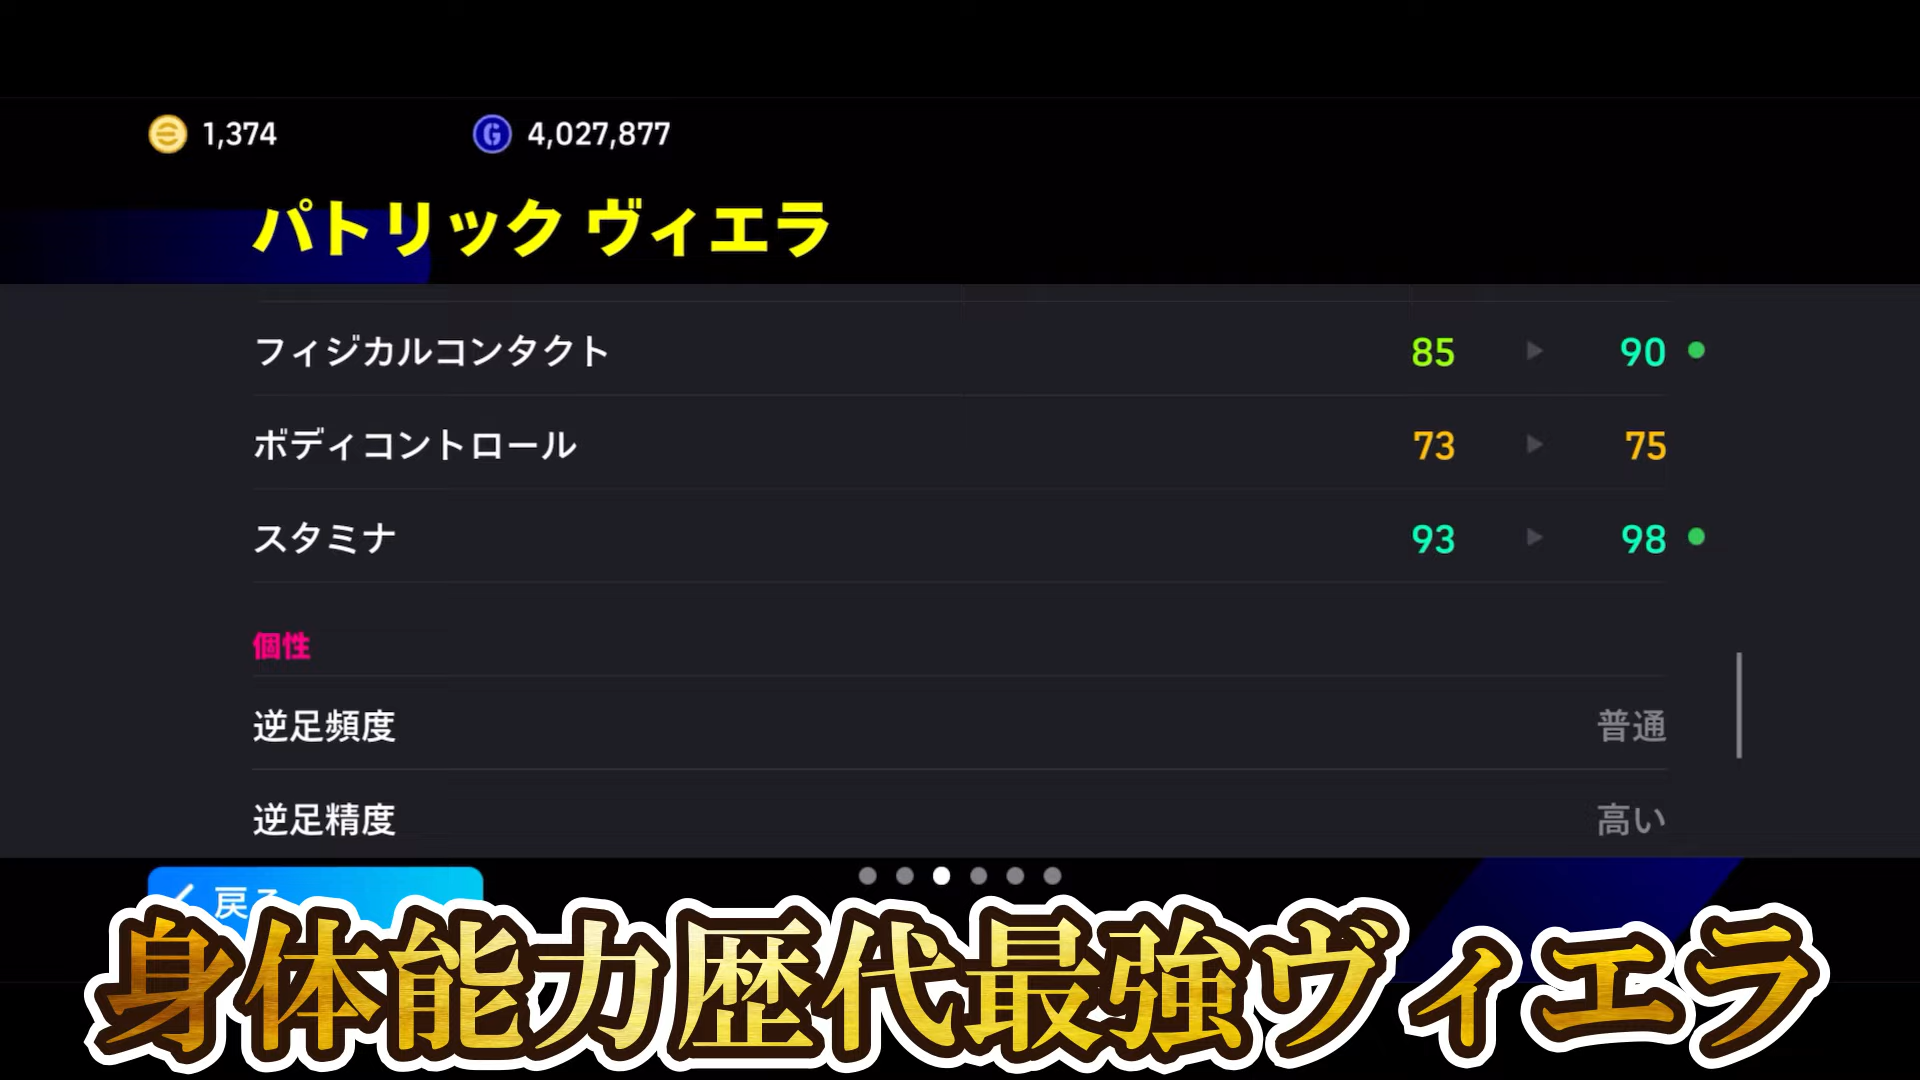 1,374 4,027,877
パトリック ヴィエラ
フィジカルコンタクト 85 90
ボディコントロール 73 75
スタミナ 93 98
個性
逆足頻度 普通
逆足精度 高い
戻る
身体能力歴代最強ヴィエラ